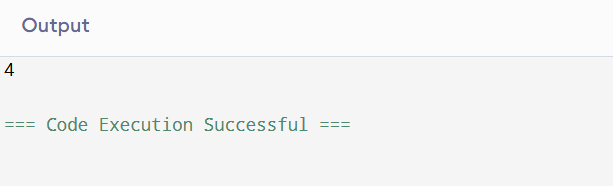 Output
4
=== Code Execution Successful ===